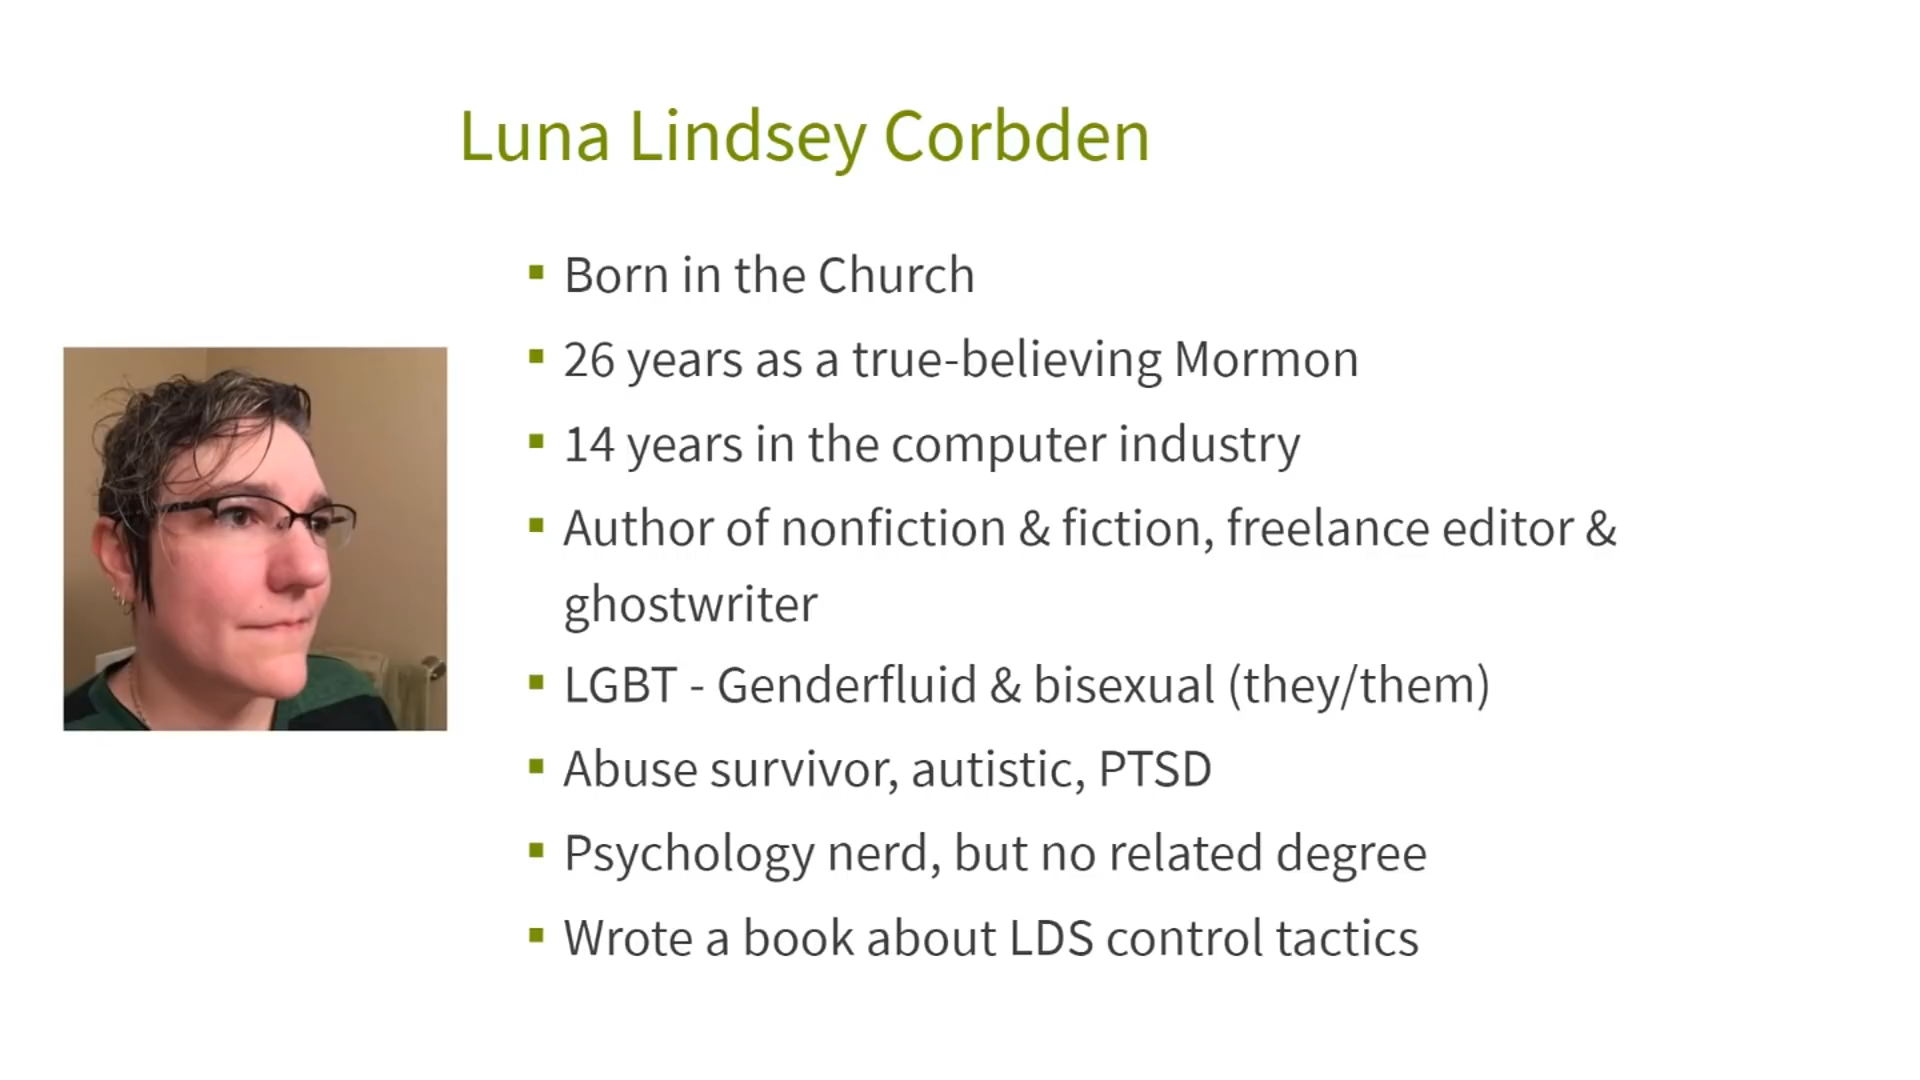 Luna Lindsey Corbden
▪ Born in the Church
▪ 26 years as a true-believing Mormon
▪ 14 years in the computer industry
▪ Author of nonfiction & fiction, freelance editor &
ghostwriter
▪ LGBT - Genderfluid & bisexual (they/them)
▪ Abuse survivor, autistic, PTSD
▪ Psychology nerd, but no related degree
▪ Wrote a book about LDS control tactics